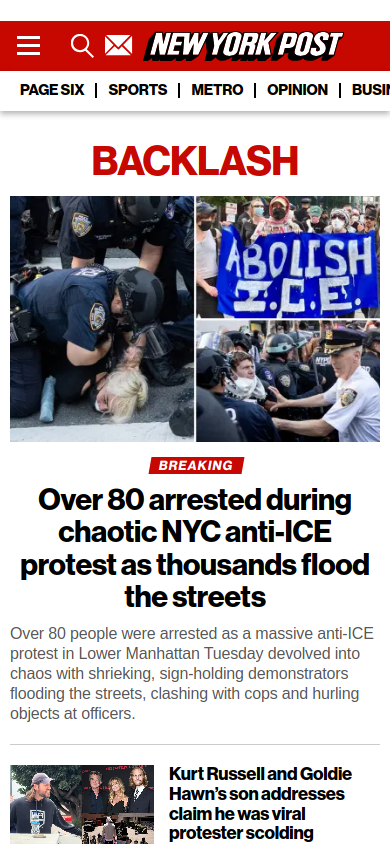 NEW YORK POST
PAGE SIX | SPORTS | METRO | OPINION | BUSIN
BACKLASH
ABOLISH
I.C.E.
BREAKING
Over 80 arrested during
chaotic NYC anti-ICE
protest as thousands flood
the streets
Over 80 people were arrested as a massive anti-ICE
protest in Lower Manhattan Tuesday devolved into
chaos with shrieking, sign-holding demonstrators
flooding the streets, clashing with cops and hurling
objects at officers.
Kurt Russell and Goldie
Hawn’s son addresses
claim he was viral
protester scolding